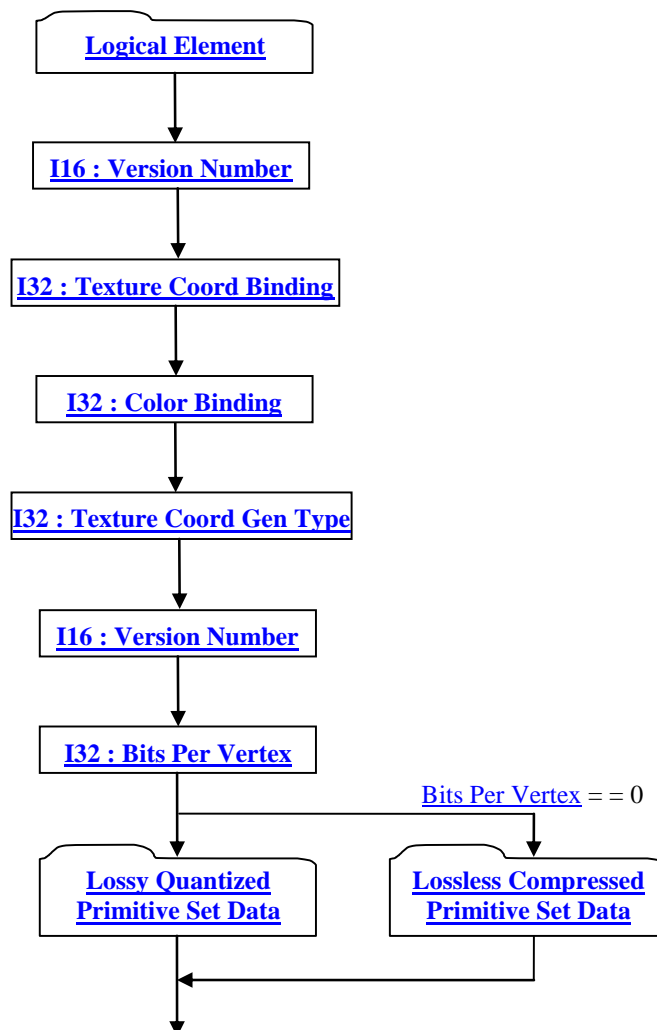 Logical Element
I16 : Version Number
I32 : Texture Coord Binding
I32 : Color Binding
I32 : Texture Coord Gen Type
I16 : Version Number
I32 : Bits Per Vertex
Bits Per Vertex = = 0
Lossy Quantized
Primitive Set Data
Lossless Compressed
Primitive Set Data